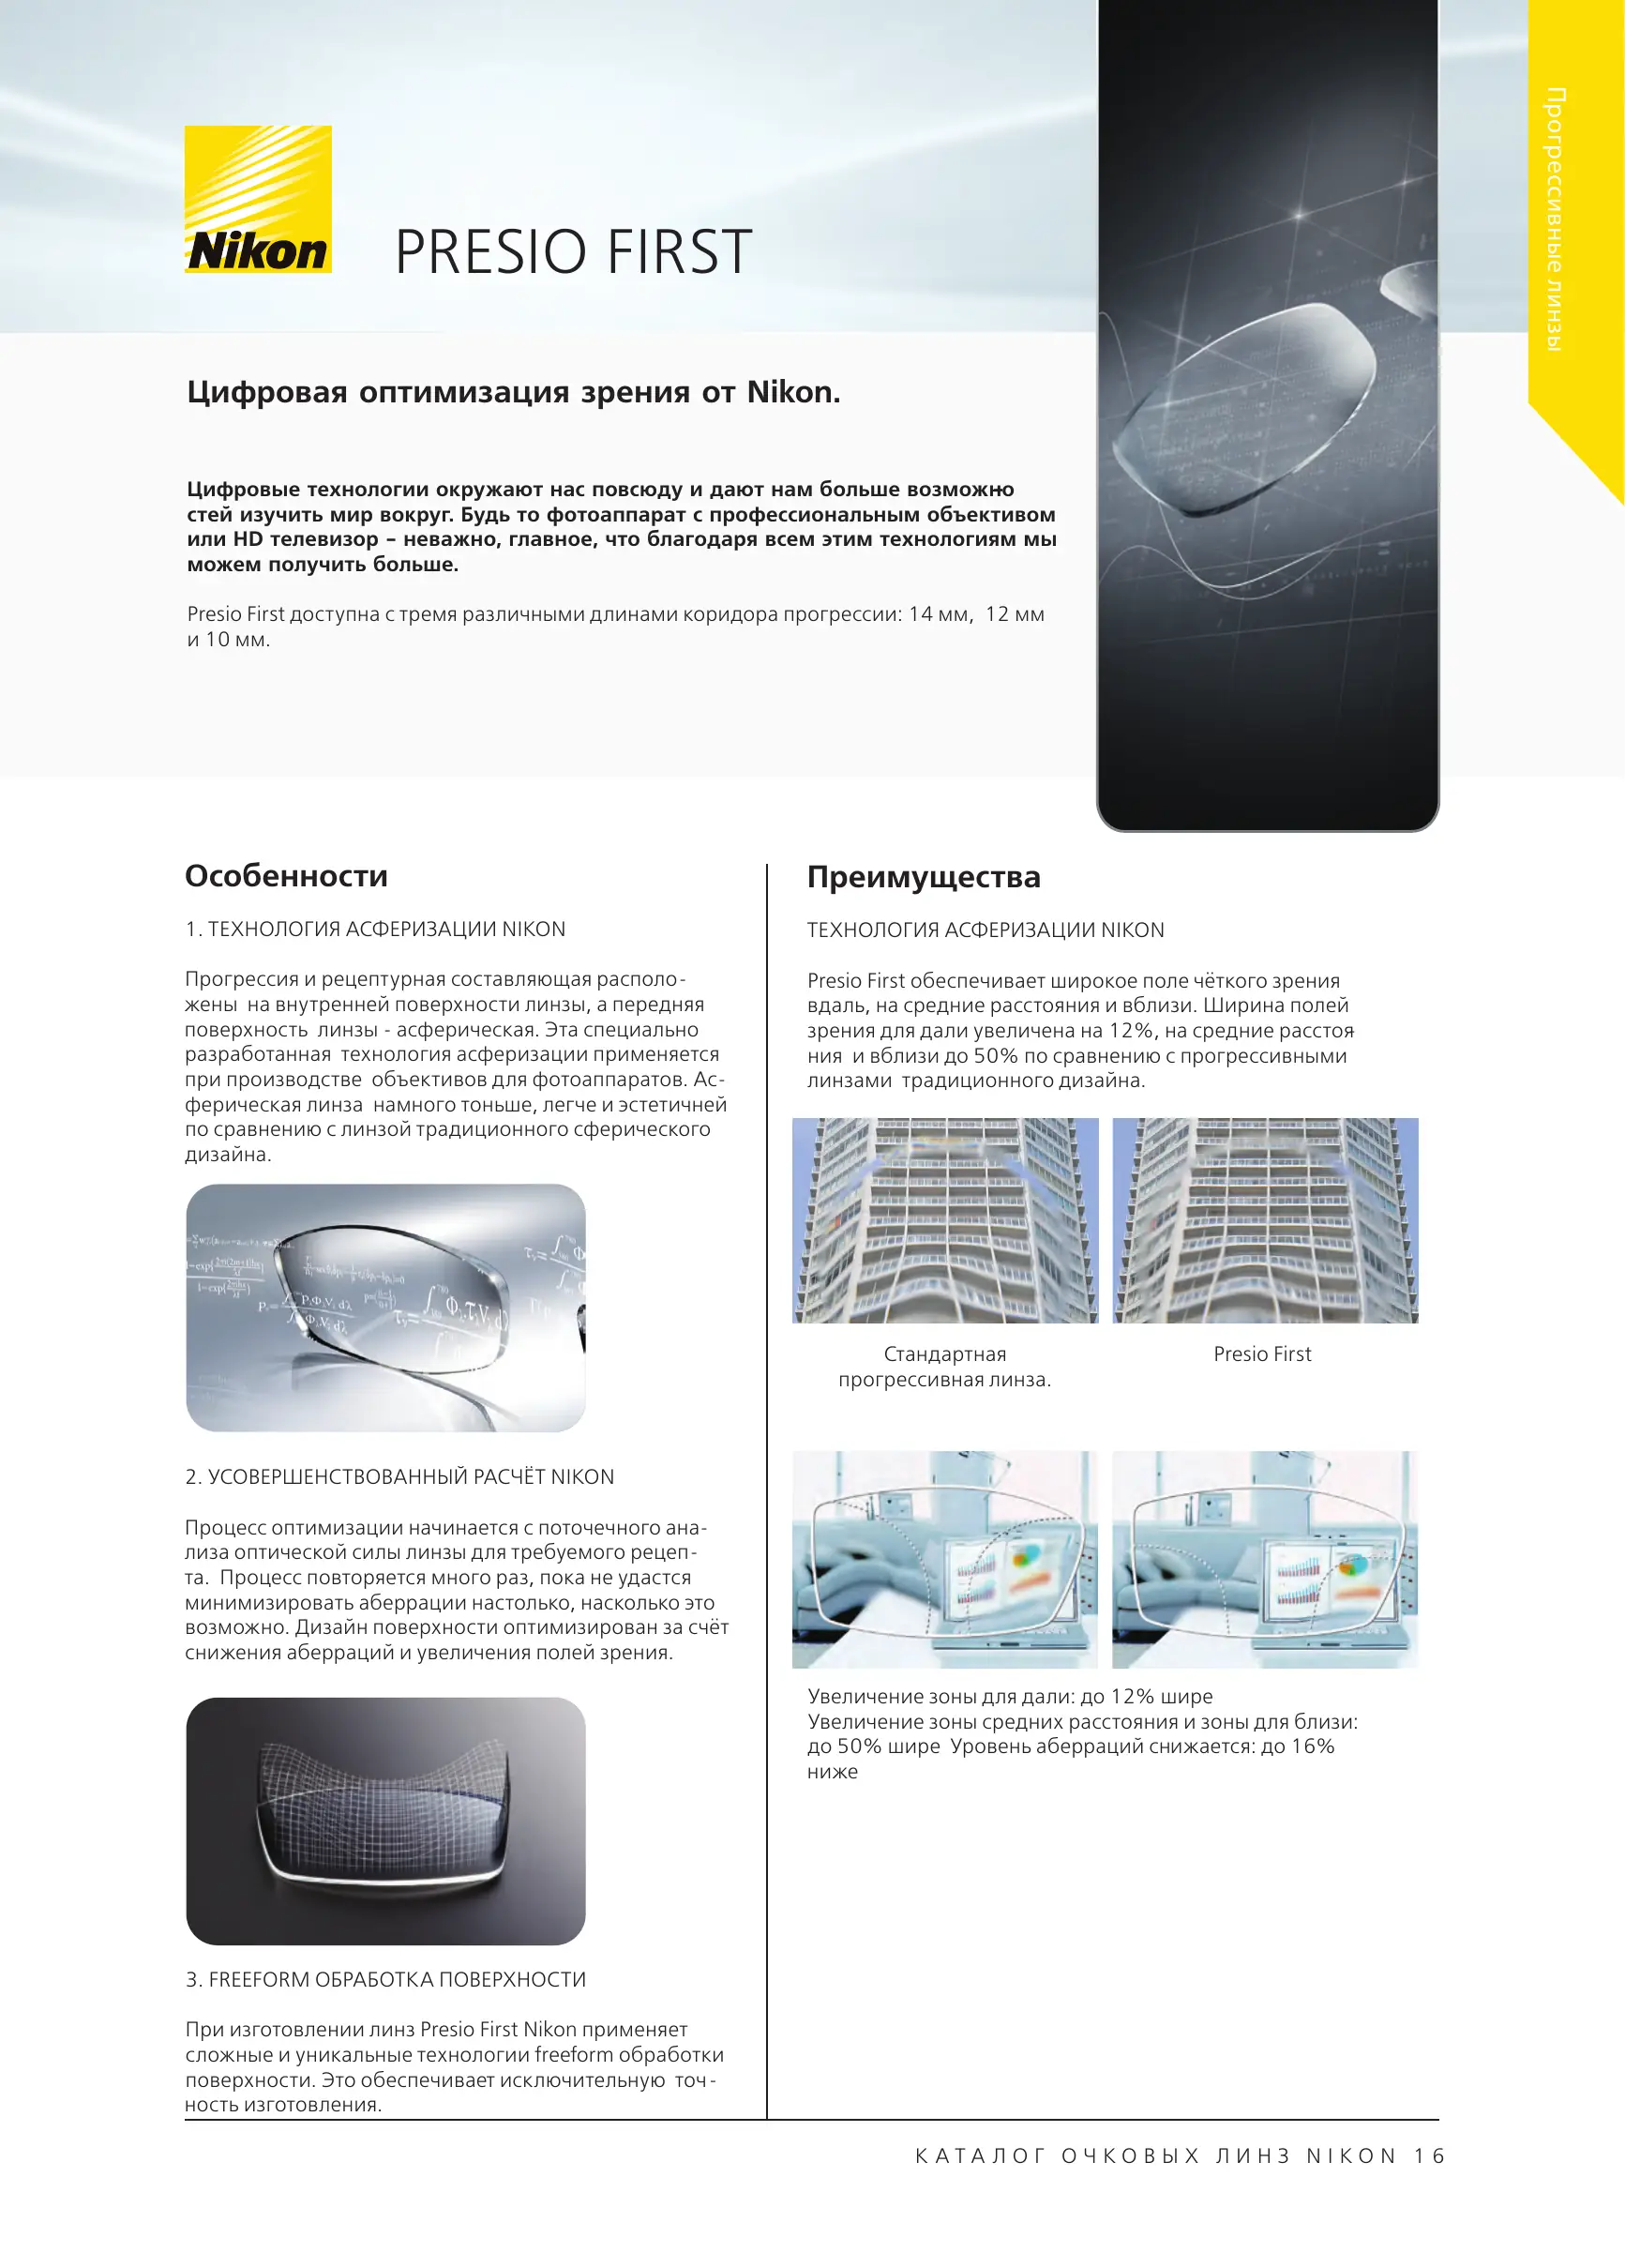 Прогрессивные линзы
Nikon
PRESIO FIRST
Цифровая оптимизация зрения от Nikon.
Цифровые технологии окружают нас повсюду и дают нам больше возможно
стей изучить мир вокруг. Будь то фотоаппарат с профессиональным объективом
или HD телевизор – неважно, главное, что благодаря всем этим технологиям мы
можем получить больше.
Presio First доступна с тремя различными длинами коридора прогрессии: 14 мм, 12 мм
и 10 мм.
Особенности
1. ТЕХНОЛОГИЯ АСФЕРИЗАЦИИ NIKON
Прогрессия и рецептурная составляющая располо-
жены на внутренней поверхности линзы, а передняя
поверхность линзы - асферическая. Эта специально
разработанная технология асферизации применяется
при производстве объективов для фотоаппаратов. Ас-
ферическая линза намного тоньше, легче и эстетичней
по сравнению с линзой традиционного сферического
дизайна.
2. УСОВЕРШЕНСТВОВАННЫЙ РАСЧЁТ NIKON
Процесс оптимизации начинается с поточечного ана-
лиза оптической силы линзы для требуемого рецеп-
та. Процесс повторяется много раз, пока не удастся
минимизировать аберрации настолько, насколько это
возможно. Дизайн поверхности оптимизирован за счёт
снижения аберраций и увеличения полей зрения.
3. FREEFORM ОБРАБОТКА ПОВЕРХНОСТИ
При изготовлении линз Presio First Nikon применяет
сложные и уникальные технологии freeform обработки
поверхности. Это обеспечивает исключительную точ-
ность изготовления.
Преимущества
ТЕХНОЛОГИЯ АСФЕРИЗАЦИИ NIKON
Presio First обеспечивает широкое поле чёткого зрения
вдаль, на средние расстояния и вблизи. Ширина полей
зрения для дали увеличена на 12%, на средние расстоя-
ния и вблизи до 50% по сравнению с прогрессивными
линзами традиционного дизайна.
Стандартная
прогрессивная линза.
Presio First
Увеличение зоны для дали: до 12% шире
Увеличение зоны средних расстояния и зоны для близи:
до 50% шире Уровень аберраций снижается: до 16%
ниже
КАТАЛОГ ОЧКОВЫХ ЛИНЗ NIKON 16